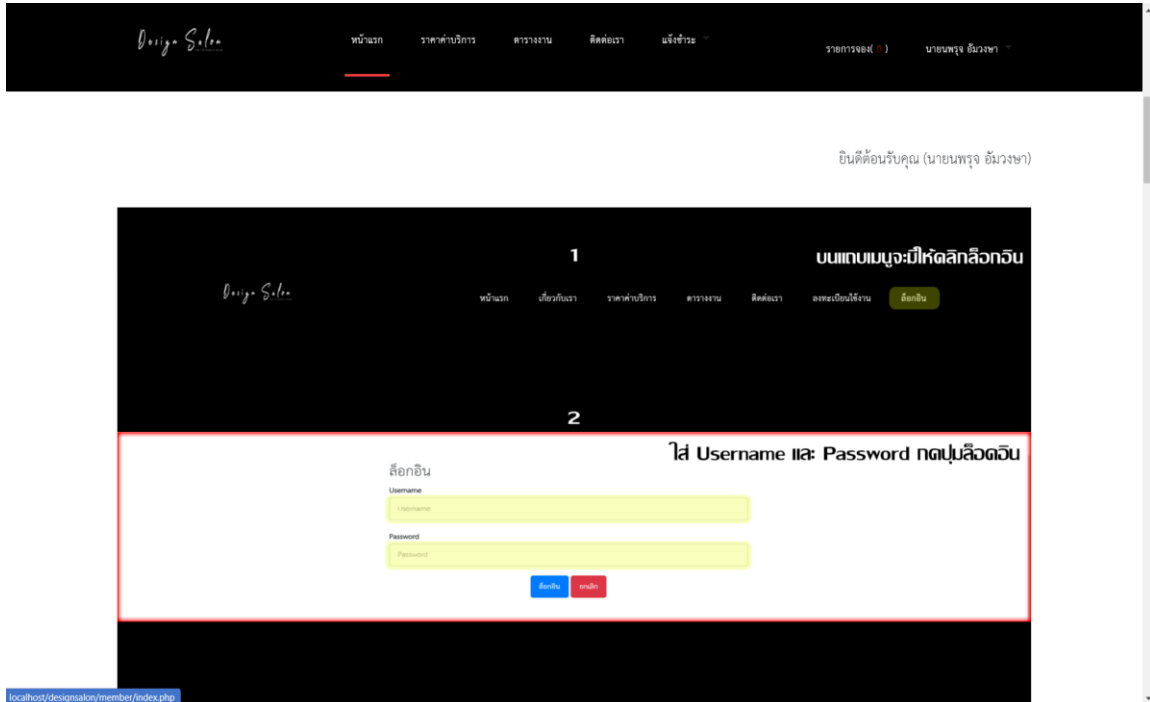 Design Salon
หน้าแรก ราคาค่าบริการ ตารางงาน ติดต่อเรา แจ้งชำระ
รายการจอง( 0 ) นายนพรุจ อัมวงษา
ยินดีต้อนรับคุณ (นายนพรุจ อัมวงษา)
1
บนแถบเมนูจะมีให้คลิกล็อกอิน
Design Salon
หน้าแรก เกี่ยวกับเรา ราคาค่าบริการ ตารางงาน ติดต่อเรา ลงทะเบียนใช้งาน ล็อกอิน
2
ใส่ Username และ Password กดปุ่มล็อคอิน
ล็อกอิน
Username
Username
Password
Password
ล็อกอิน ยกเลิก
localhost/designsalon/member/index.php